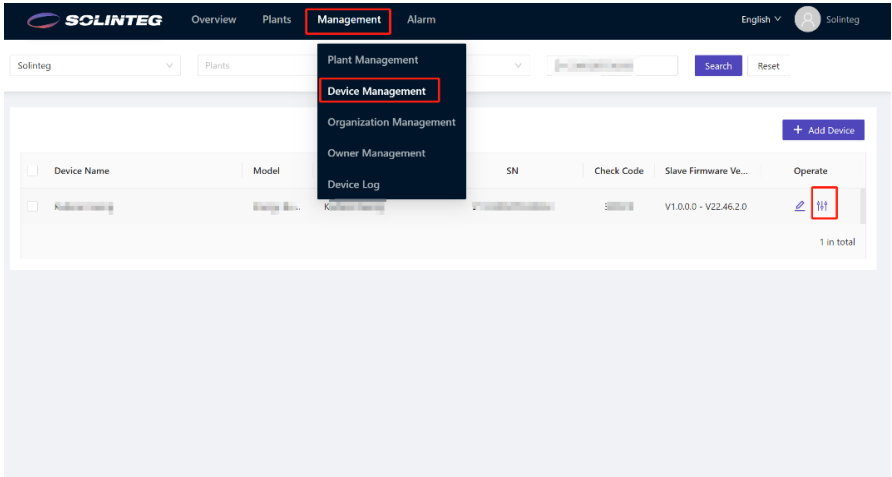 SOLINTEG Overview Plants Management Alarm English Solinteg
Solinteg Plants Search Reset
Plant Management
Device Management
Organization Management
Owner Management
Device Log
+ Add Device
Device Name Model SN Check Code Slave Firmware Ve... Operate
V1.0.0.0 - V22.46.2.0
1 in total